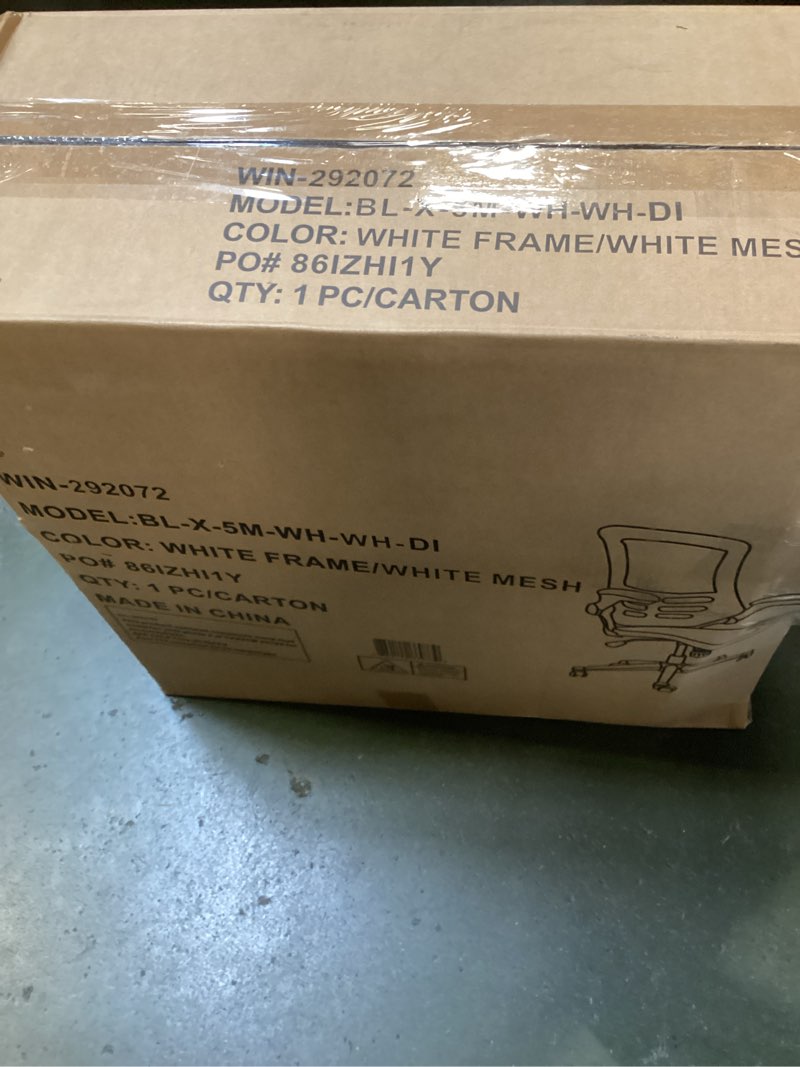 WIN-292072
MODEL:BL-X-5M-WH-WH-DI
COLOR: WHITE FRAME/WHITE MES
PO# 86IZHI1Y
QTY: 1 PC/CARTON
WIN-292072
MODEL:BL-X-5M-WH-WH-DI
COLOR: WHITE FRAME/WHITE MESH
PO# 86IZHI1Y
QTY: 1 PC/CARTON
MADE IN CHINA